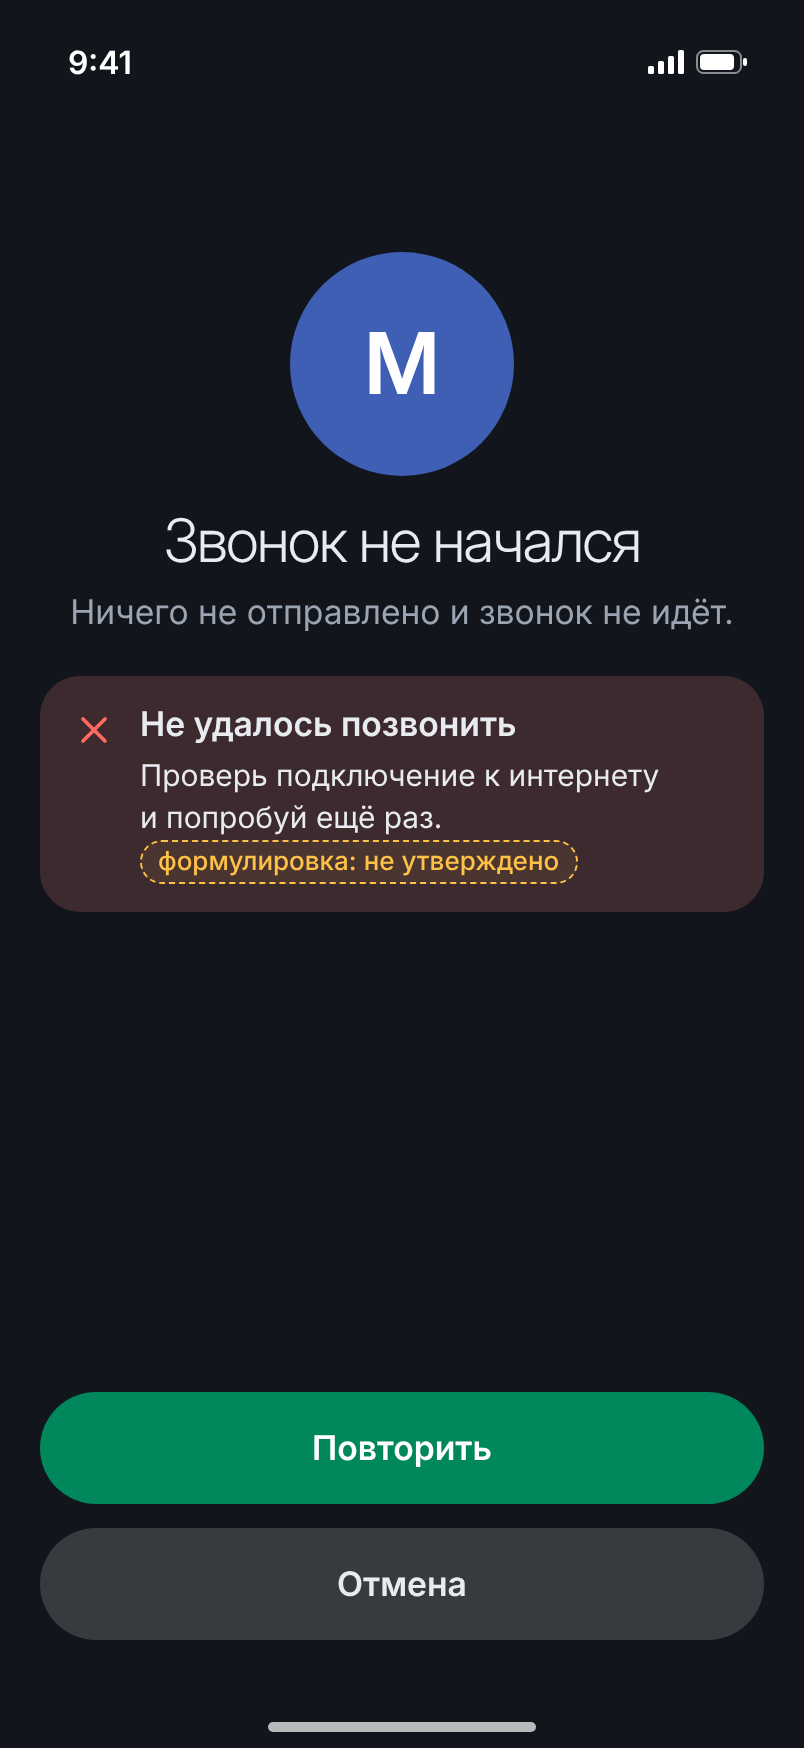 9:41
M
Звонок не начался
Ничего не отправлено и звонок не идёт.
Не удалось позвонить
Проверь подключение к интернету
и попробуй ещё раз.
формулировка: не утверждено
Повторить
Отмена